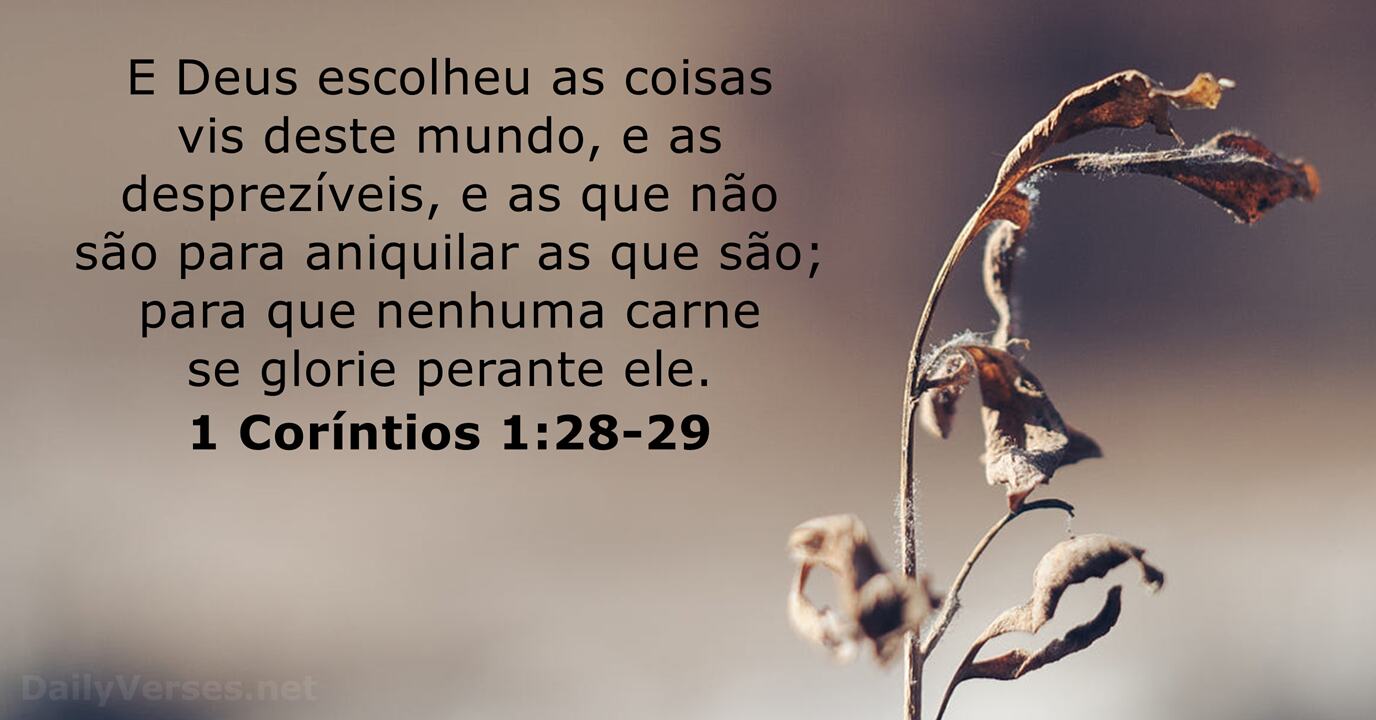 E Deus escolheu as coisas
vis deste mundo, e as
desprezíveis, e as que não
são para aniquilar as que são;
para que nenhuma carne
se glorie perante ele.
1 Coríntios 1:28-29
DailyVerses.net